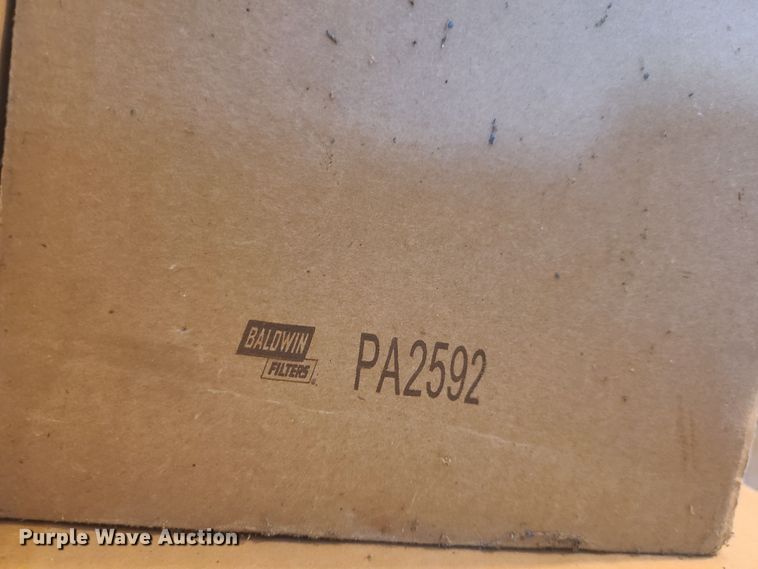 BALDWIN
FILTERS®
PA2592
Purple Wave Auction